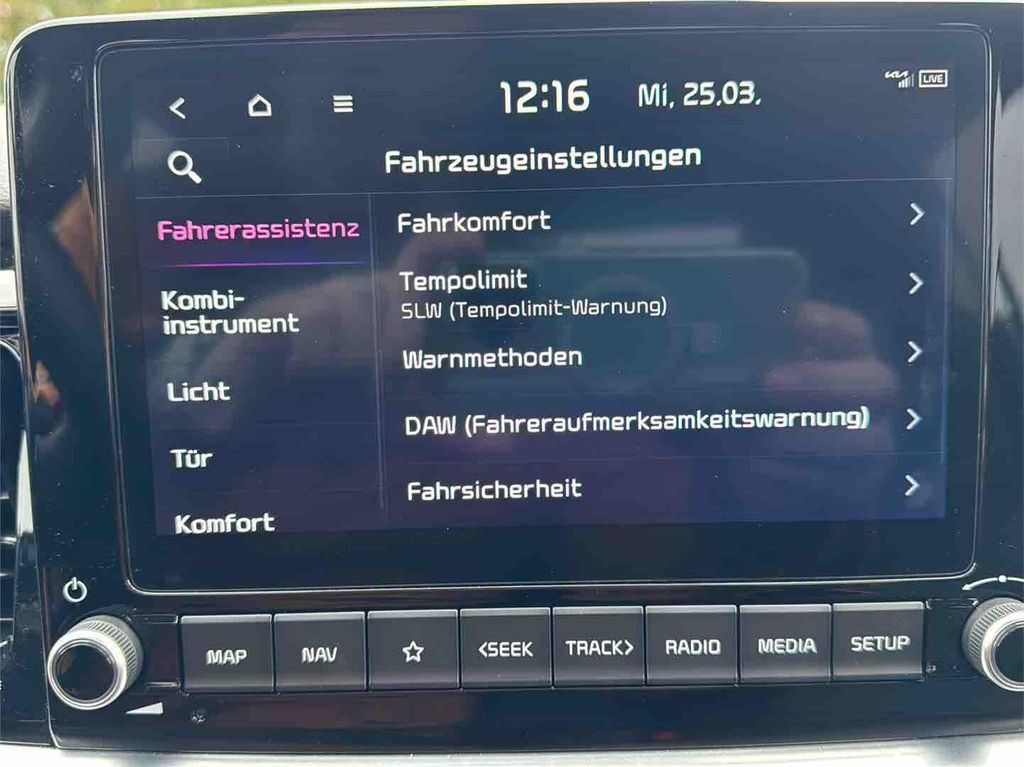 12:16 Mi, 25.03. LIVE
Fahrzeugeinstellungen
Fahrerassistenz
Kombi-
instrument
Licht
Tür
Komfort
Fahrkomfort
Tempolimit
SLW (Tempolimit-Warnung)
Warnmethoden
DAW (Fahreraufmerksamkeitswarnung)
Fahrsicherheit
MAP NAV <SEEK TRACK> RADIO MEDIA SETUP